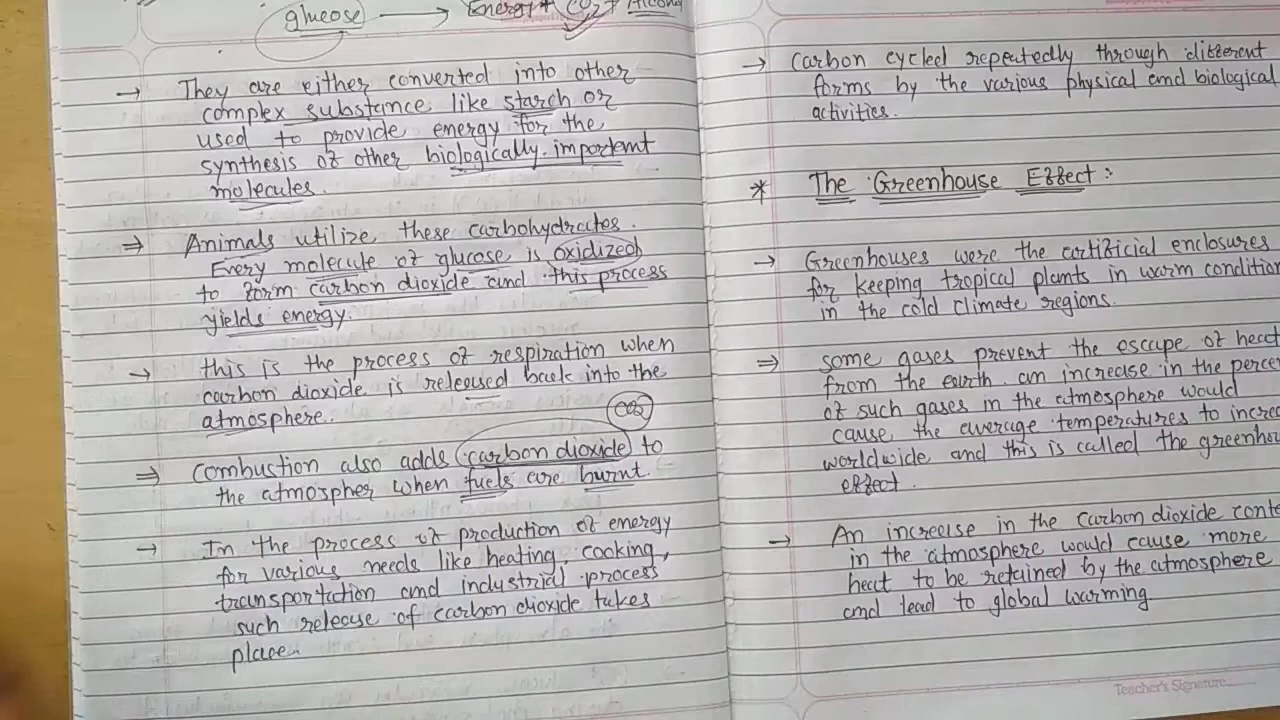 glucose → Energy + CO2 + Alcohol
→ They are either converted into other
complex substance like starch or
used to provide energy for the
synthesis of other biologically important
molecules.
⇒ Animals utilize these carbohydrates.
Every molecule of glucose is oxidized
to form carbon dioxide and this process
yields energy.
→ this is the process of respiration when
carbon dioxide is released back into the
atmosphere.
CO2
⇒ Combustion also adds carbon dioxide to
the atmospher when fuels are burnt.
→ In the process of production of energy
for various needs like heating, cooking,
transportation and industrial process
such release of carbon dioxide takes
place.
→ Carbon cycled repeatedly through different
forms by the various physical and biological
activities.
* The Greenhouse Effect:
→ Greenhouses were the artificial enclosures
for keeping tropical plants in warm condition
in the cold climate regions.
⇒ some gases prevent the escape of heat
from the earth. an increase in the perce
of such gases in the atmosphere would
cause the average temperatures to increa
worldwide and this is called the greenhou
effect.
→ An increase in the carbon dioxide conte
in the atmosphere would cause more
heat to be retained by the atmosphere
and lead to global warming
Teacher's Signature